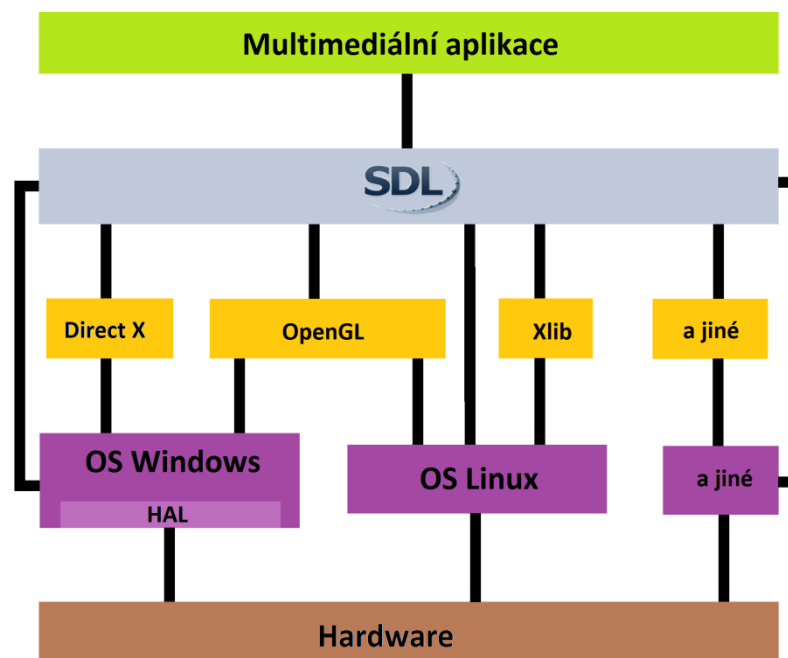 Multimediální aplikace
SDL
Direct X
OpenGL
Xlib
a jiné
OS Windows
HAL
OS Linux
a jiné
Hardware